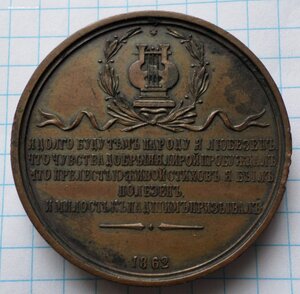 И ДОЛГО БУДУ ТѢМЪ НАРОДУ Я ЛЮБЕЗЕНЪ,
ЧТО ЧУВСТВА ДОБРЫЯ Я ЛИРОЙ ПРОБУЖДАЛЪ,
ЧТО ПРЕЛЕСТЬЮ ЖИВОЙ СТИХОВЪ Я БЫЛЪ
ПОЛЕЗЕНЪ,
И МИЛОСТЬ КЪ ПАДШИМЪ ПРИЗЫВАЛЪ
1862